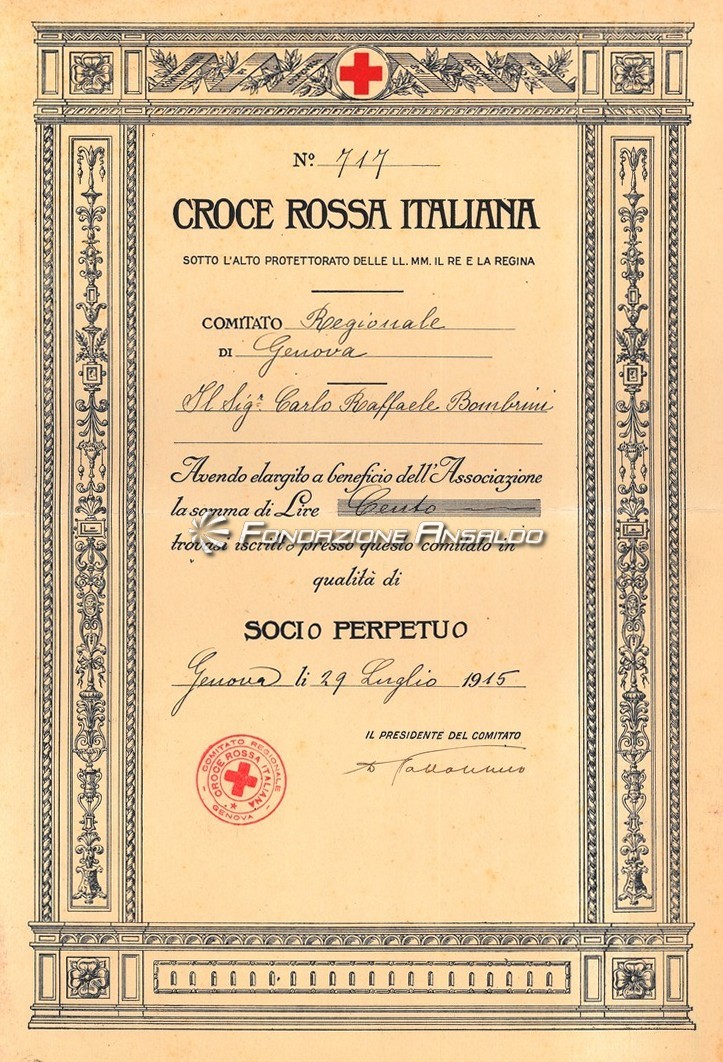 Nº 717
CROCE ROSSA ITALIANA
SOTTO L'ALTO PROTETTORATO DELLE LL. MM. IL RE E LA REGINA
COMITATO Regionale
DI Genova
Il Sigr. Carlo Raffaele Bombrini
Avendo elargito a beneficio dell'Associazione
la somma di Lire Cento
FONDAZIONE ANSALDO
trovasi iscritto presso questo comitato in
qualità di
SOCIO PERPETUO
Genova li 29 Luglio 1915
IL PRESIDENTE DEL COMITATO
COMITATO REGIONALE
CROCE ROSSA ITALIANA
GENOVA